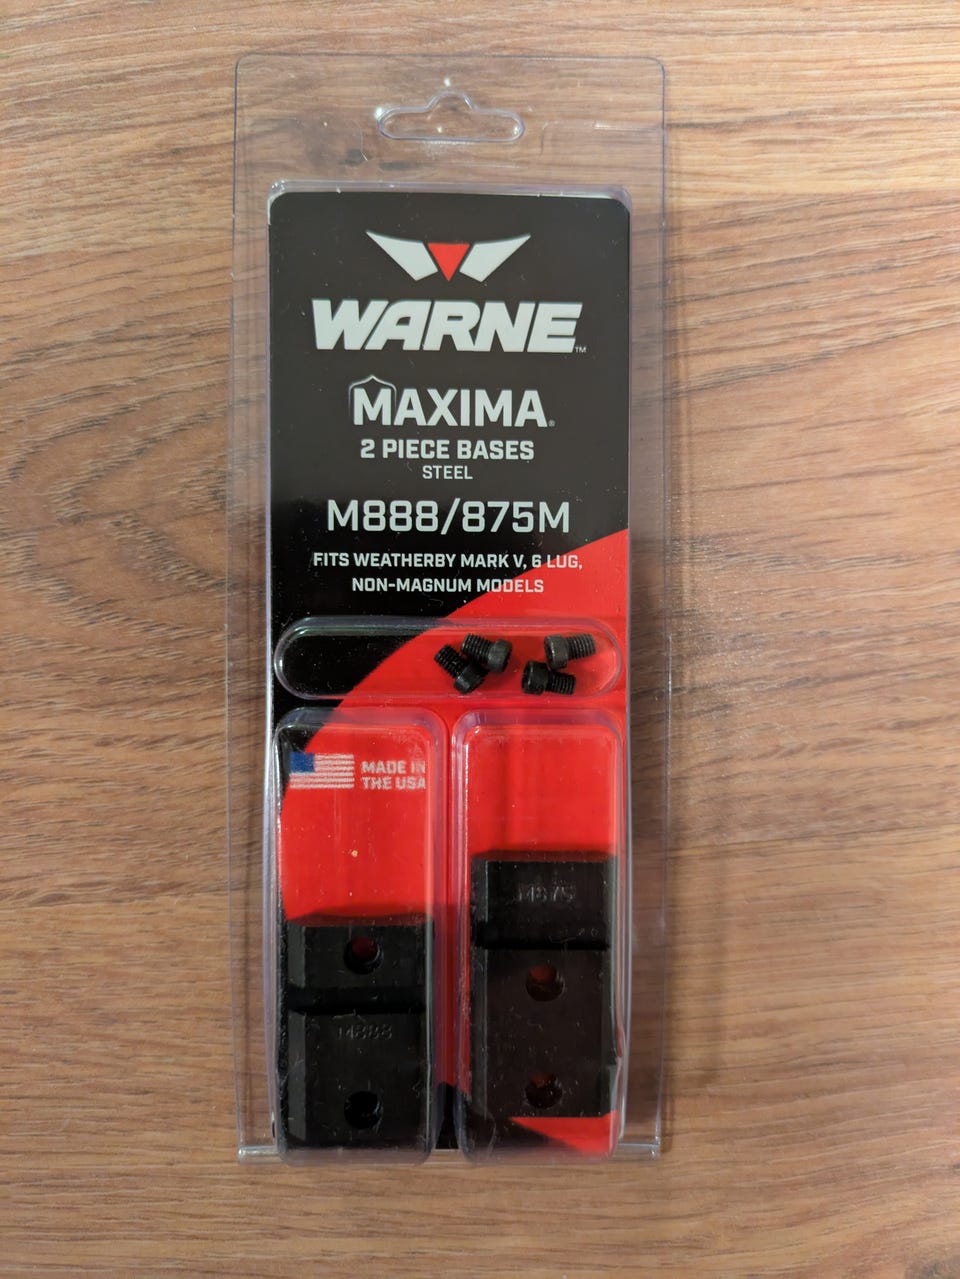 WARNE™
MAXIMA®
2 PIECE BASES
STEEL
M888/875M
FITS WEATHERBY MARK V, 6 LUG,
NON-MAGNUM MODELS
MADE IN
THE USA
M875
M888